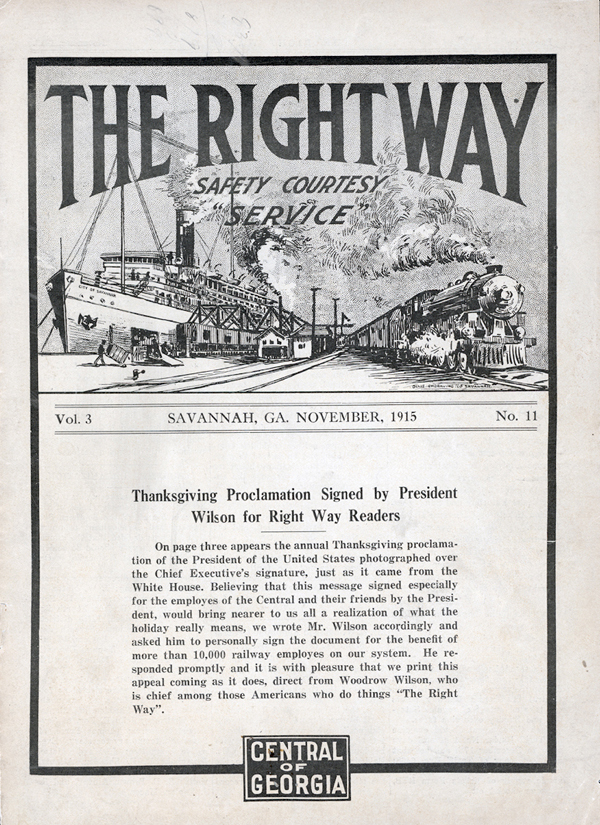 THE RIGHT WAY
SAFETY COURTESY
"SERVICE"
Vol. 3 SAVANNAH, GA. NOVEMBER, 1915 No. 11
Thanksgiving Proclamation Signed by President
Wilson for Right Way Readers
On page three appears the annual Thanksgiving proclama-
tion of the President of the United States photographed over
the Chief Executive's signature, just as it came from the
White House. Believing that this message signed especially
for the employes of the Central and their friends by the Presi-
dent, would bring nearer to us all a realization of what the
holiday really means, we wrote Mr. Wilson accordingly and
asked him to personally sign the document for the benefit of
more than 10,000 railway employes on our system. He re-
sponded promptly and it is with pleasure that we print this
appeal coming as it does, direct from Woodrow Wilson, who
is chief among those Americans who do things "The Right
Way".
CENTRAL
OF
GEORGIA